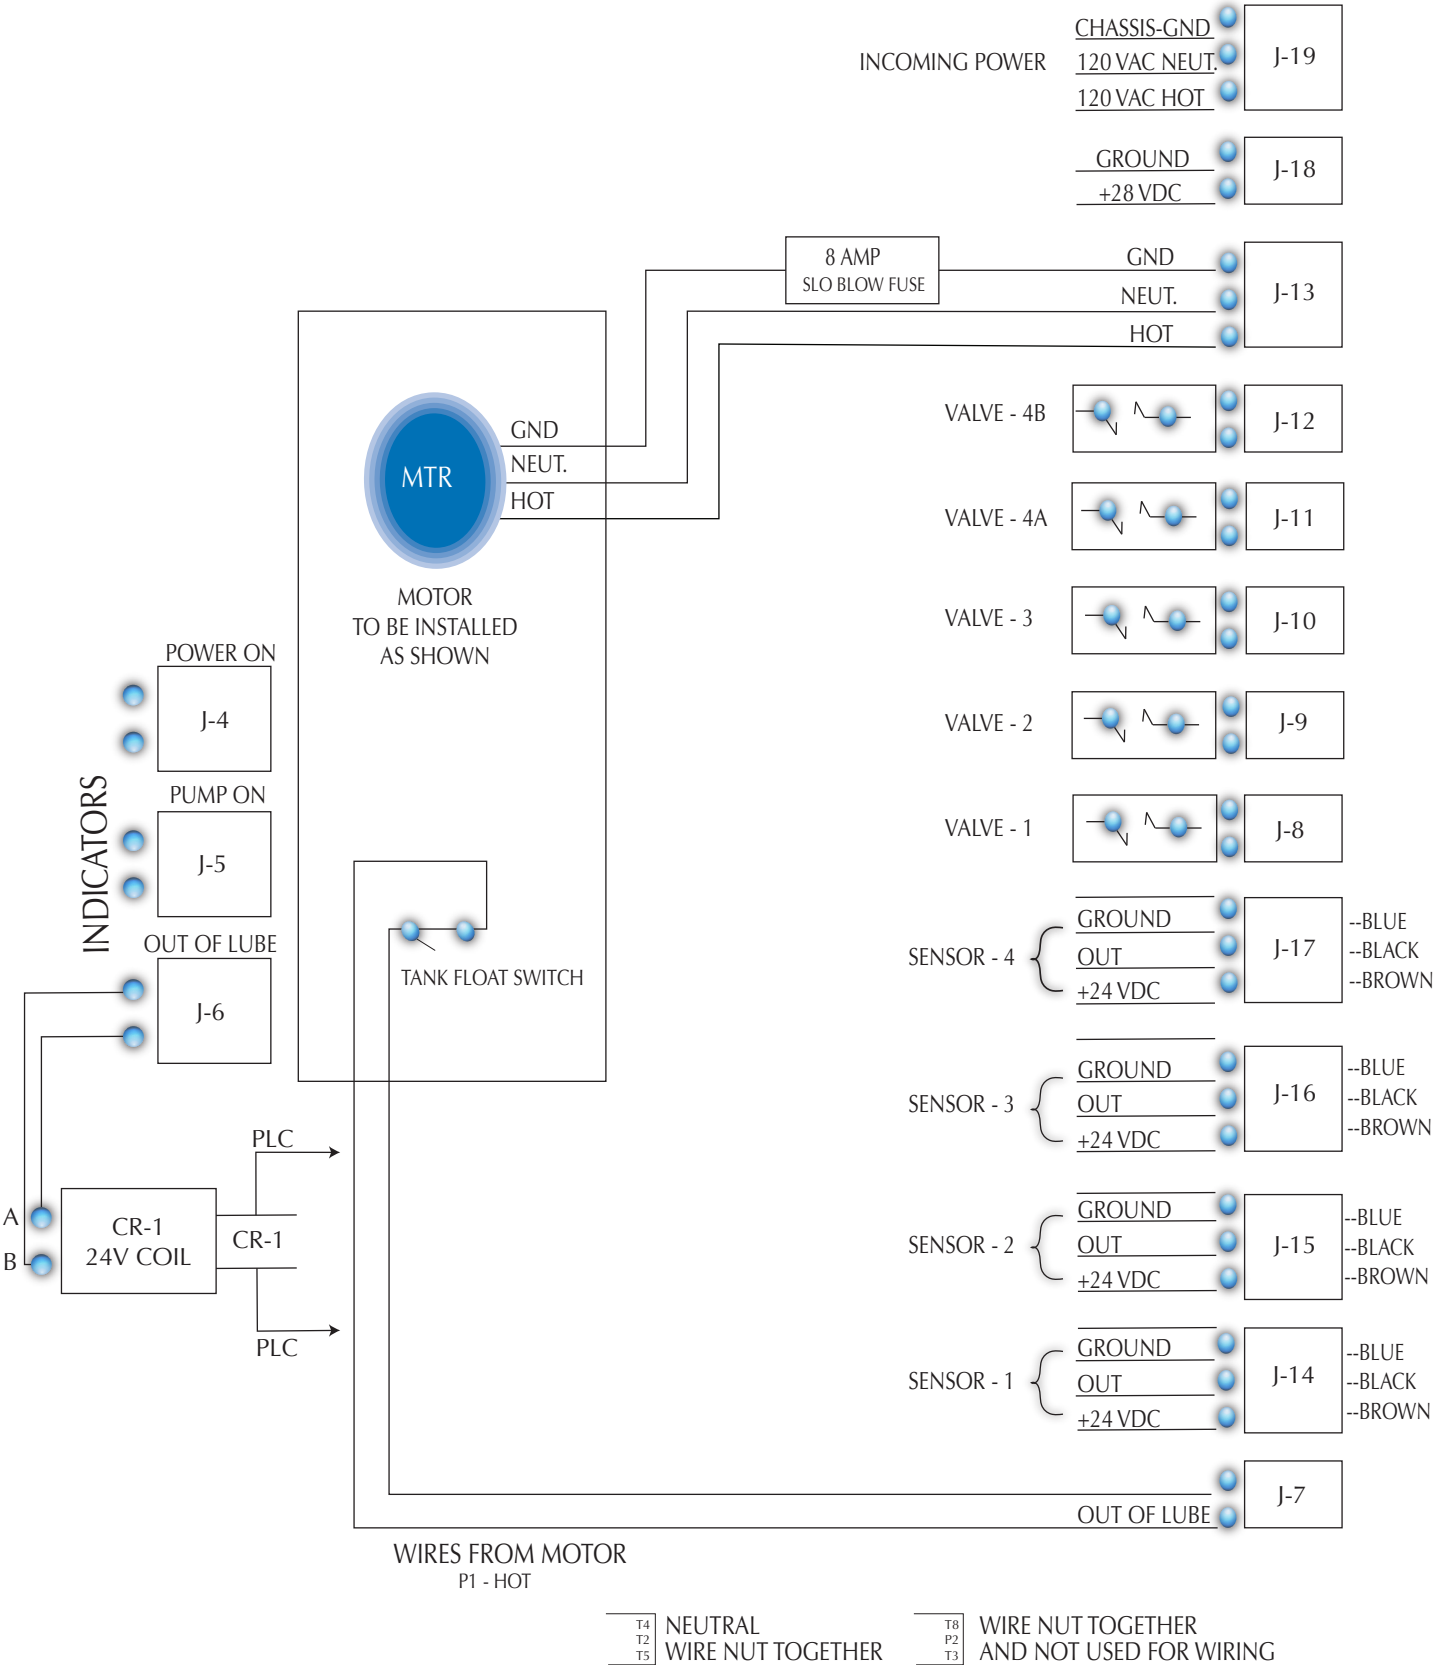 CHASSIS-GND
INCOMING POWER
120 VAC NEUT.
120 VAC HOT
J-19
GROUND
+28 VDC
J-18
8 AMP
SLO BLOW FUSE
GND
NEUT.
HOT
J-13
MTR
GND
NEUT.
HOT
MOTOR
TO BE INSTALLED
AS SHOWN
VALVE - 4B
J-12
VALVE - 4A
J-11
VALVE - 3
J-10
VALVE - 2
J-9
VALVE - 1
J-8
INDICATORS
POWER ON
J-4
PUMP ON
J-5
OUT OF LUBE
J-6
TANK FLOAT SWITCH
SENSOR - 4
GROUND
OUT
+24 VDC
J-17
--BLUE
--BLACK
--BROWN
SENSOR - 3
GROUND
OUT
+24 VDC
J-16
--BLUE
--BLACK
--BROWN
PLC
A
B
CR-1
24V COIL
CR-1
PLC
SENSOR - 2
GROUND
OUT
+24 VDC
J-15
--BLUE
--BLACK
--BROWN
SENSOR - 1
GROUND
OUT
+24 VDC
J-14
--BLUE
--BLACK
--BROWN
OUT OF LUBE
J-7
WIRES FROM MOTOR
P1 - HOT
T4
T2
T5
NEUTRAL
WIRE NUT TOGETHER
T8
P2
T3
WIRE NUT TOGETHER
AND NOT USED FOR WIRING